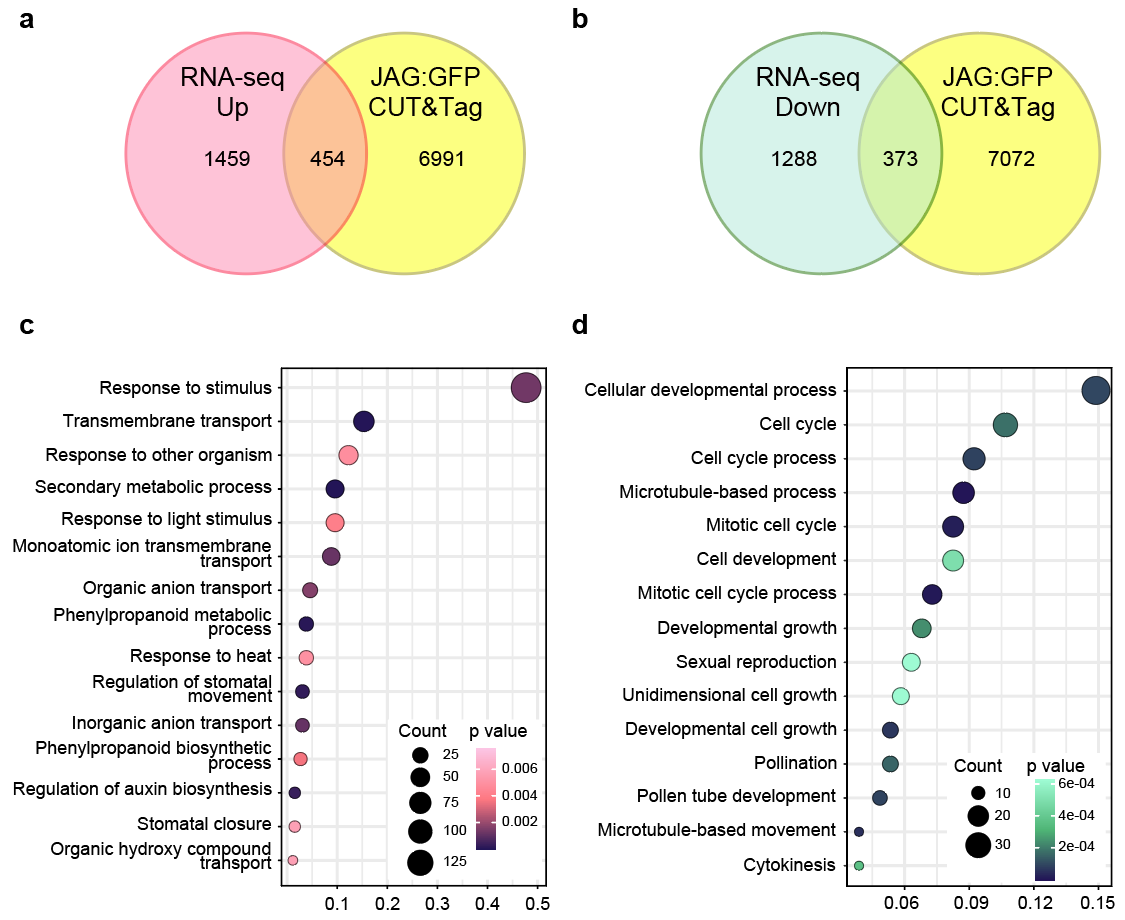 a
RNA-seq
Up
JAG:GFP
CUT&Tag
1459
454
6991
b
RNA-seq
Down
JAG:GFP
CUT&Tag
1288
373
7072
c
Response to stimulus
Transmembrane transport
Response to other organism
Secondary metabolic process
Response to light stimulus
Monoatomic ion transmembrane
transport
Organic anion transport
Phenylpropanoid metabolic
process
Response to heat
Regulation of stomatal
movement
Inorganic anion transport
Phenylpropanoid biosynthetic
process
Regulation of auxin biosynthesis
Stomatal closure
Organic hydroxy compound
transport
Count
25
50
75
100
125
p value
0.006
0.004
0.002
0.1
0.2
0.3
0.4
0.5
d
Cellular developmental process
Cell cycle
Cell cycle process
Microtubule-based process
Mitotic cell cycle
Cell development
Mitotic cell cycle process
Developmental growth
Sexual reproduction
Unidimensional cell growth
Developmental cell growth
Pollination
Pollen tube development
Microtubule-based movement
Cytokinesis
Count
10
20
30
p value
6e-04
4e-04
2e-04
0.06
0.09
0.12
0.15